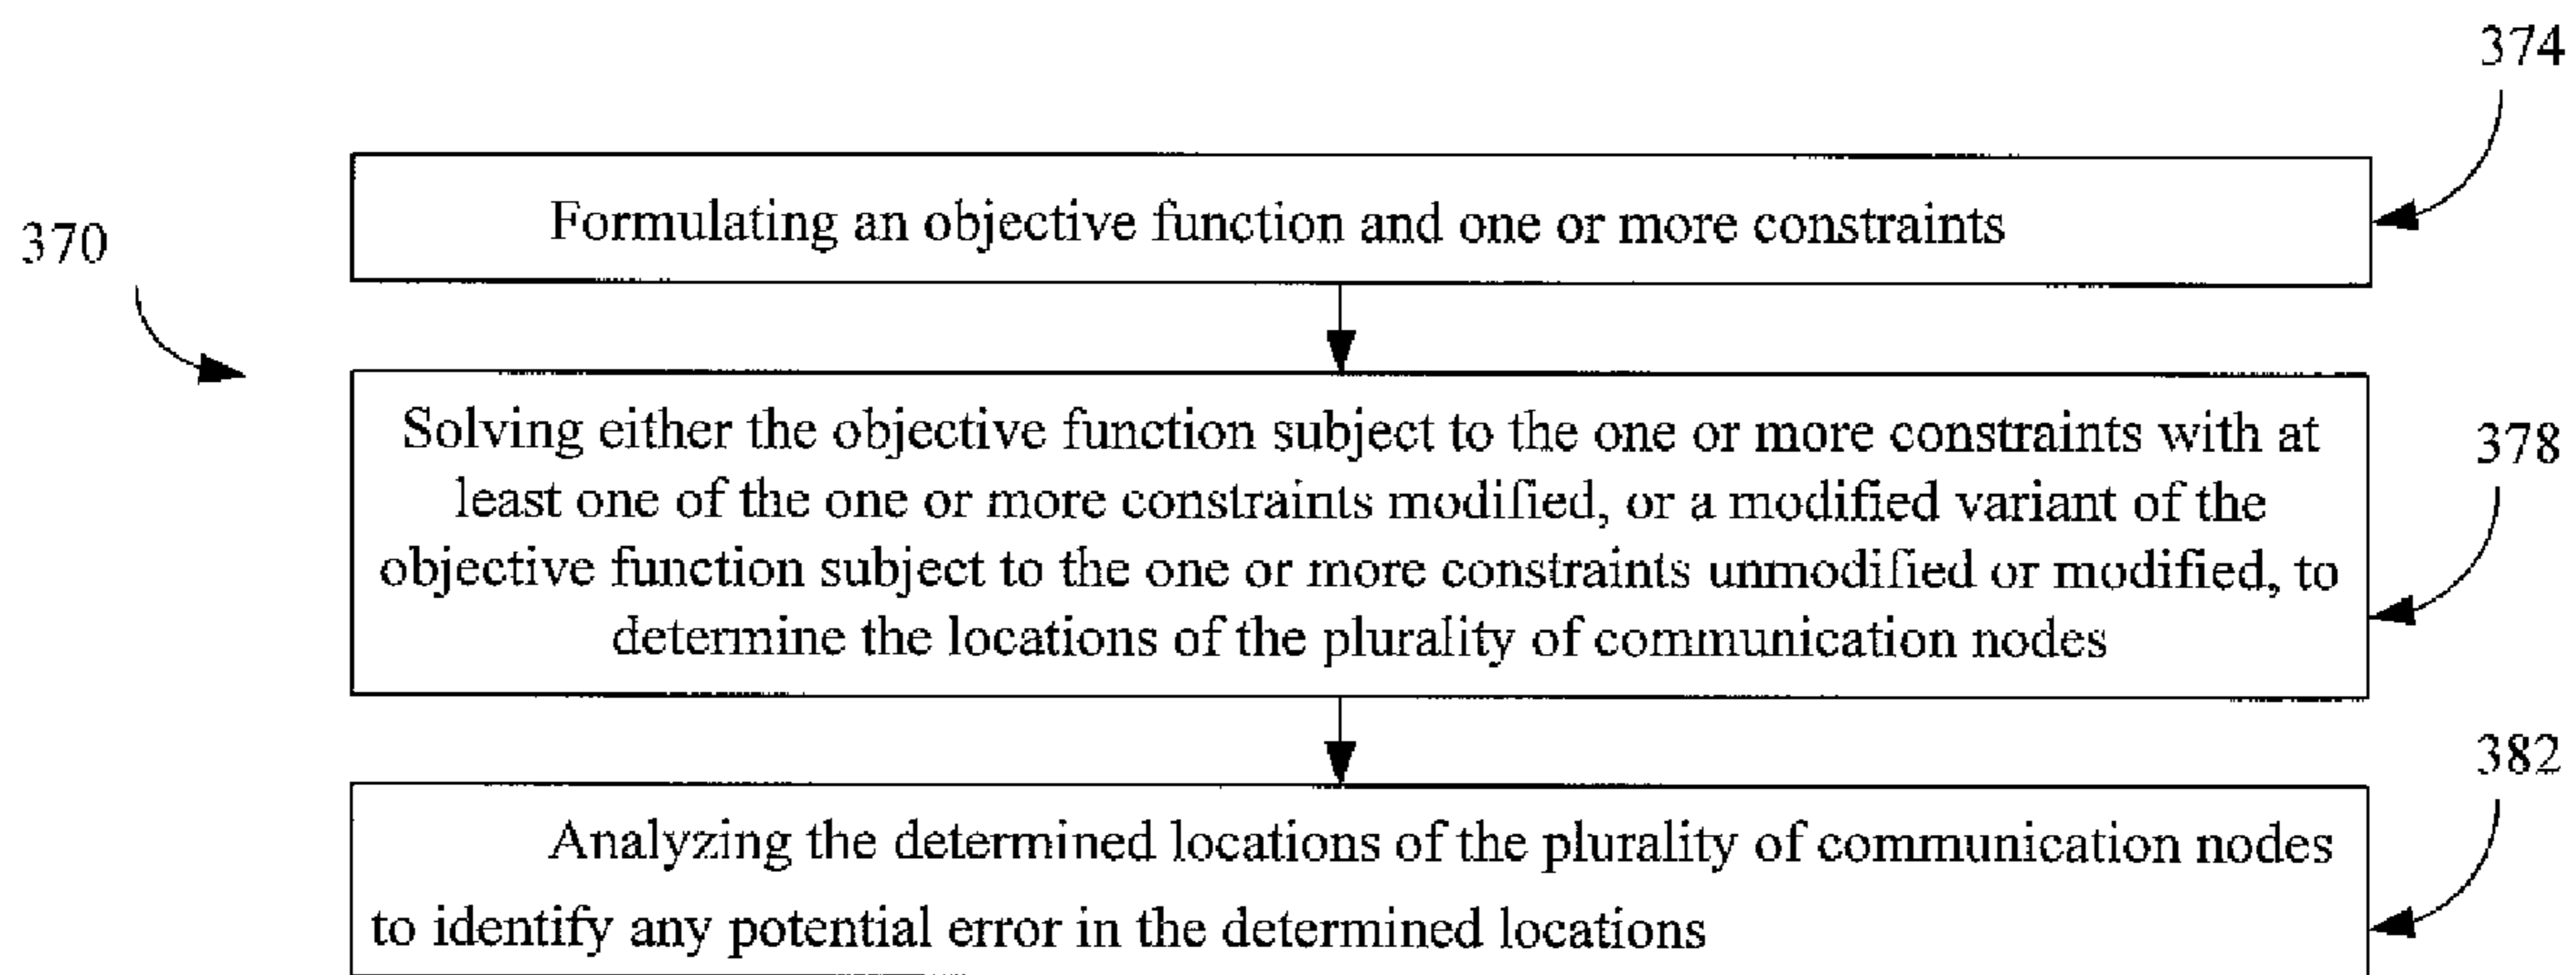 374
Formulating an objective function and one or more constraints
370
Solving either the objective function subject to the one or more constraints with at
least one of the one or more constraints modified, or a modified variant of the
objective function subject to the one or more constraints unmodified or modified, to
determine the locations of the plurality of communication nodes
378
382
Analyzing the determined locations of the plurality of communication nodes
to identify any potential error in the determined locations